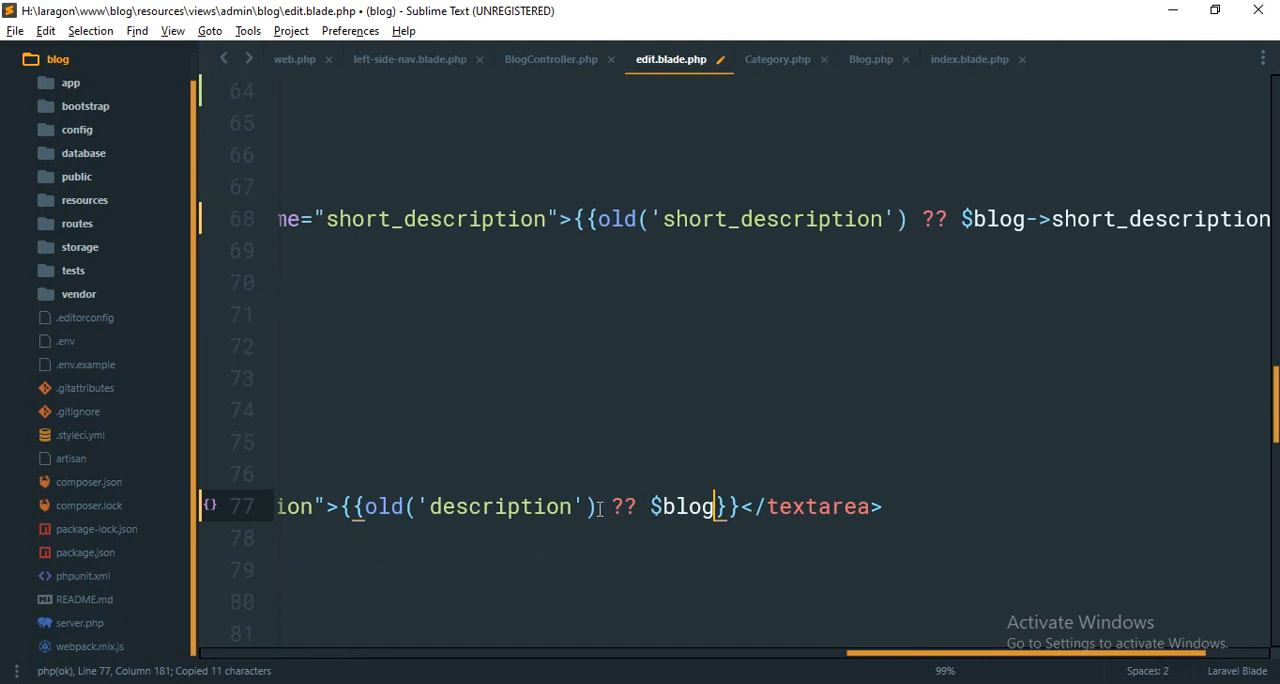 H:\laragon\www\blog\resources\views\admin\blog\edit.blade.php • (blog) - Sublime Text (UNREGISTERED)
File Edit Selection Find View Goto Tools Project Preferences Help
blog
app
bootstrap
config
database
public
resources
routes
storage
tests
vendor
.editorconfig
.env
.env.example
.gitattributes
.gitignore
.styleci.yml
artisan
composer.json
composer.lock
package-lock.json
package.json
phpunit.xml
README.md
server.php
webpack.mix.js
web.php left-side-nav.blade.php BlogController.php edit.blade.php Category.php Blog.php index.blade.php
64
65
66
67
68 me="short_description">{{old('short_description') ?? $blog->short_description
69
70
71
72
73
74
75
76
{} 77 ion">{{old('description') ?? $blog}}</textarea>
78
79
80
81
Activate Windows
Go to Settings to activate Windows.
php(ok), Line 77, Column 181; Copied 11 characters 99% Spaces: 2 Laravel Blade